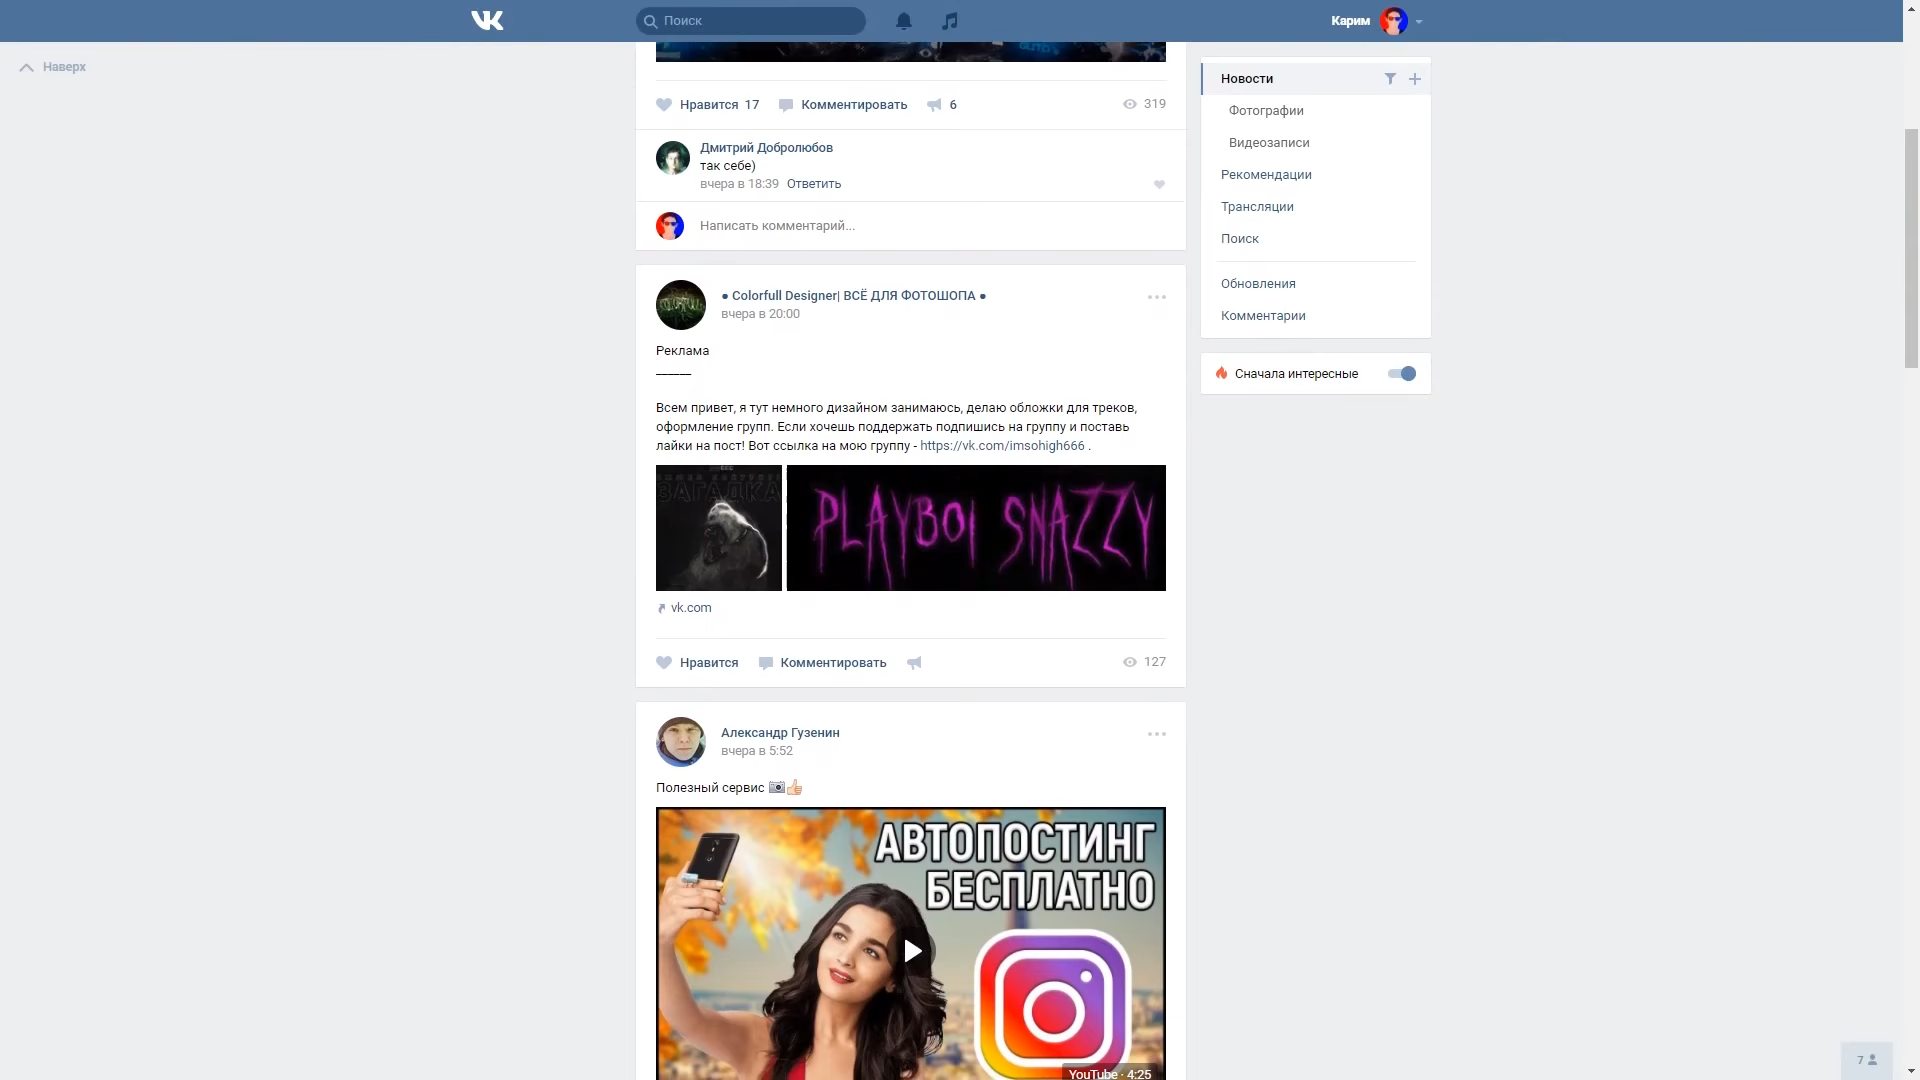 Поиск
Карим
Наверх
Нравится 17 Комментировать 6 319
Дмитрий Добролюбов
так себе)
вчера в 18:39 Ответить
Написать комментарий...
● Colorfull Designer| ВСЁ ДЛЯ ФОТОШОПА ●
вчера в 20:00
Реклама
______
Всем привет, я тут немного дизайном занимаюсь, делаю обложки для треков,
оформление групп. Если хочешь поддержать подпишись на группу и поставь
лайки на пост! Вот ссылка на мою группу - https://vk.com/imsohigh666 .
ЗАГАДКА
PLAYBOI SNAZZY
vk.com
Нравится Комментировать 127
Александр Гузенин
вчера в 5:52
Полезный сервис 📷👍
АВТОПОСТИНГ
БЕСПЛАТНО
YouTube · 4:25
Новости
Фотографии
Видеозаписи
Рекомендации
Трансляции
Поиск
Обновления
Комментарии
Сначала интересные
7